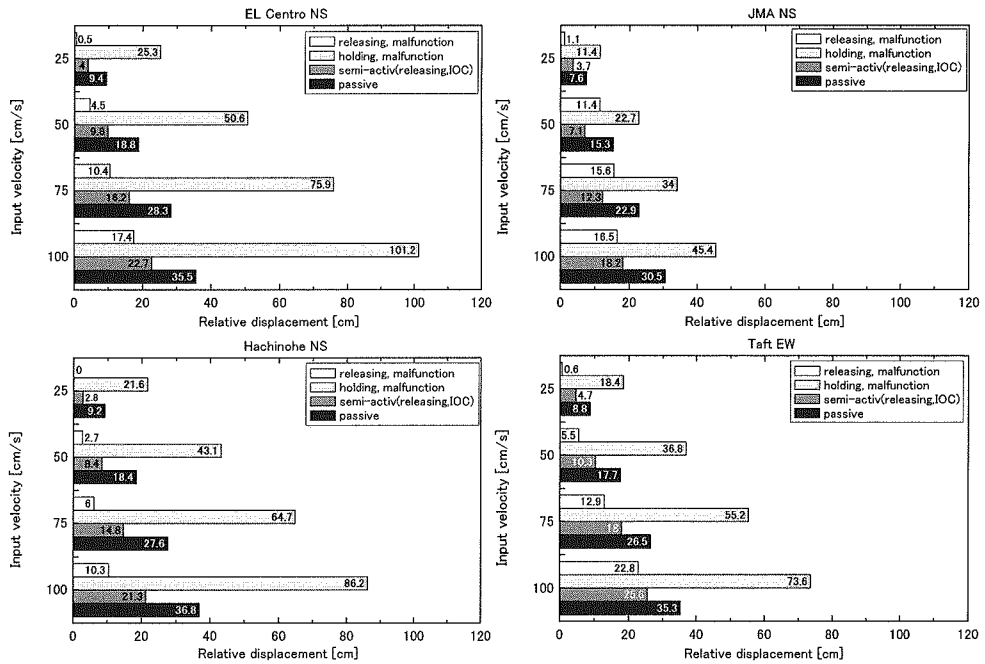 EL Centro NS
Input velocity [cm/s]
25
50
75
100
0.5
25.3
4
9.4
4.5
50.6
9.8
18.8
10.4
75.9
16.2
28.3
17.4
101.2
22.7
35.5
releasing, malfunction
holding, malfunction
semi-activ(releasing,IOC)
passive
0 20 40 60 80 100 120
Relative displacement [cm]
JMA NS
Input velocity [cm/s]
25
50
75
100
1.1
11.4
3.7
7.6
11.4
22.7
7.1
15.3
15.6
34
12.3
22.9
16.5
45.4
18.2
30.5
releasing, malfunction
holding, malfunction
semi-activ(releasing,IOC)
passive
0 20 40 60 80 100 120
Relative displacement [cm]
Hachinohe NS
Input velocity [cm/s]
25
50
75
100
0
21.6
2.8
9.2
2.7
43.1
8.4
18.4
6
64.7
14.8
27.6
10.3
86.2
21.3
36.8
releasing, malfunction
holding, malfunction
semi-activ(releasing,IOC)
passive
0 20 40 60 80 100 120
Relative displacement [cm]
Taft EW
Input velocity [cm/s]
25
50
75
100
0.6
18.4
4.7
8.8
5.5
36.8
10.3
17.7
12.9
55.2
26.5
22.8
73.6
25.6
35.3
releasing, malfunction
holding, malfunction
semi-activ(releasing,IOC)
passive
0 20 40 60 80 100 120
Relative displacement [cm]